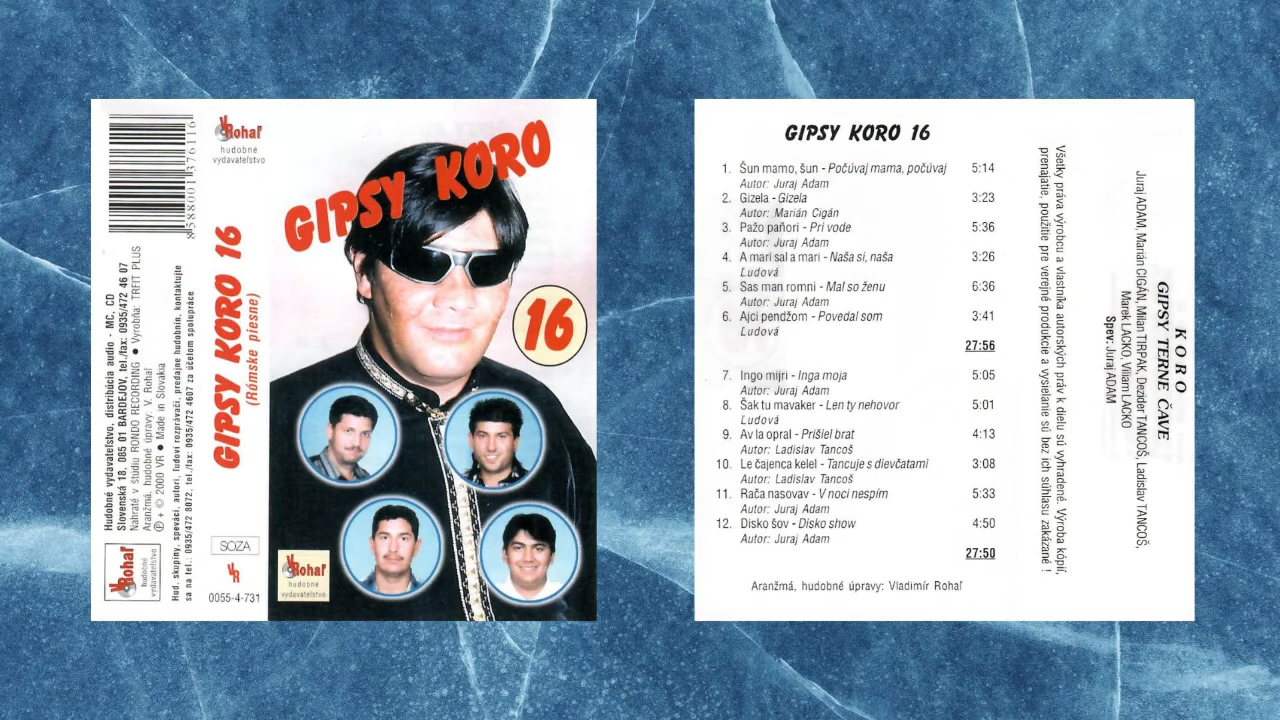 8588001376116
Hudobné vydavateľstvo, distribúcia audio - MC, CD
Slovenská 18, 085 01 BARDEJOV, tel./fax: 0935/472 46 07
Nahraté v štúdiu RONDO RECORDING ● Výrobňa: TRFIT PLUS
Aranžmá, hudobné úpravy: V. Rohaľ
Ⓟ + © 2000 VR ● Made in Slovakia
Hud. skupiny, speváci, autori, ľudoví rozprávači, predajne hudobnín, kontaktujte
sa na tel.: 0935/472 8072, tel./fax: 0935/472 4607 za účelom spolupráce
VRohaľ
hudobné
vydavateľstvo
VRohaľ
hudobné
vydavateľstvo
GIPSY KORO 16
(Rómske piesne)
SOZA
VR
0055-4-731
GIPSY KORO
16
VRohaľ
hudobné
vydavateľstvo
GIPSY KORO 16
1. Šun mamo, šun - Počúvaj mama, počúvaj 5:14
Autor: Juraj Adam
2. Gizela - Gizela 3:23
Autor: Marián Cigán
3. Pažo paňori - Pri vode 5:36
Autor: Juraj Adam
4. A mari sal a mari - Naša si, naša 3:26
Ľudová
5. Sas man romni - Mal so ženu 6:36
Autor: Juraj Adam
6. Ajci pendžom - Povedal som 3:41
Ľudová
27:56
7. Ingo mijri - Inga moja 5:05
Autor: Juraj Adam
8. Šak tu mavaker - Len ty nehovor 5:01
Ľudová
9. Av la opral - Prišiel brat 4:13
Autor: Ladislav Tancoš
10. Le čajenca kelel - Tancuje s dievčatami 3:08
Autor: Ladislav Tancoš
11. Rača nasovav - V noci nespím 5:33
Autor: Juraj Adam
12. Disko šov - Disko show 4:50
Autor: Juraj Adam
27:50
Aranžmá, hudobné úpravy: Vladimír Rohaľ
KORO
GIPSY TERNE ČAVE
Juraj ADAM, Marián CIGÁN, Milan TIRPAK, Dezider TANCOŠ, Ladislav TANCOŠ,
Marek LACKO, Viliam LACKO
Spev: Juraj ADAM
Všetky práva výrobcu a vlastníka autorských práv k dielu sú vyhradené. Výroba kópií,
prenajatie, použitie pre verejné produkcie a vysielanie sú bez ich súhlasu zakázané !